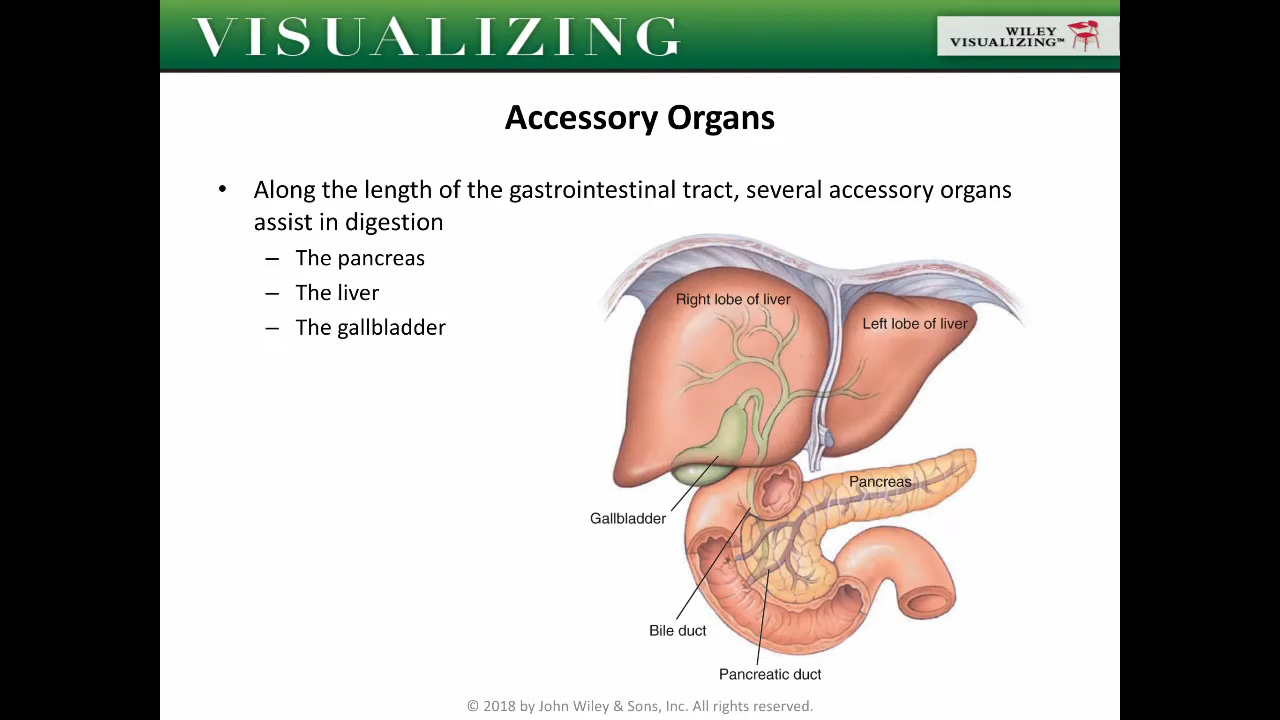 VISUALIZING
WILEY
VISUALIZING™
Accessory Organs
• Along the length of the gastrointestinal tract, several accessory organs
assist in digestion
– The pancreas
– The liver
– The gallbladder
Right lobe of liver
Left lobe of liver
Pancreas
Gallbladder
Bile duct
Pancreatic duct
© 2018 by John Wiley & Sons, Inc. All rights reserved.